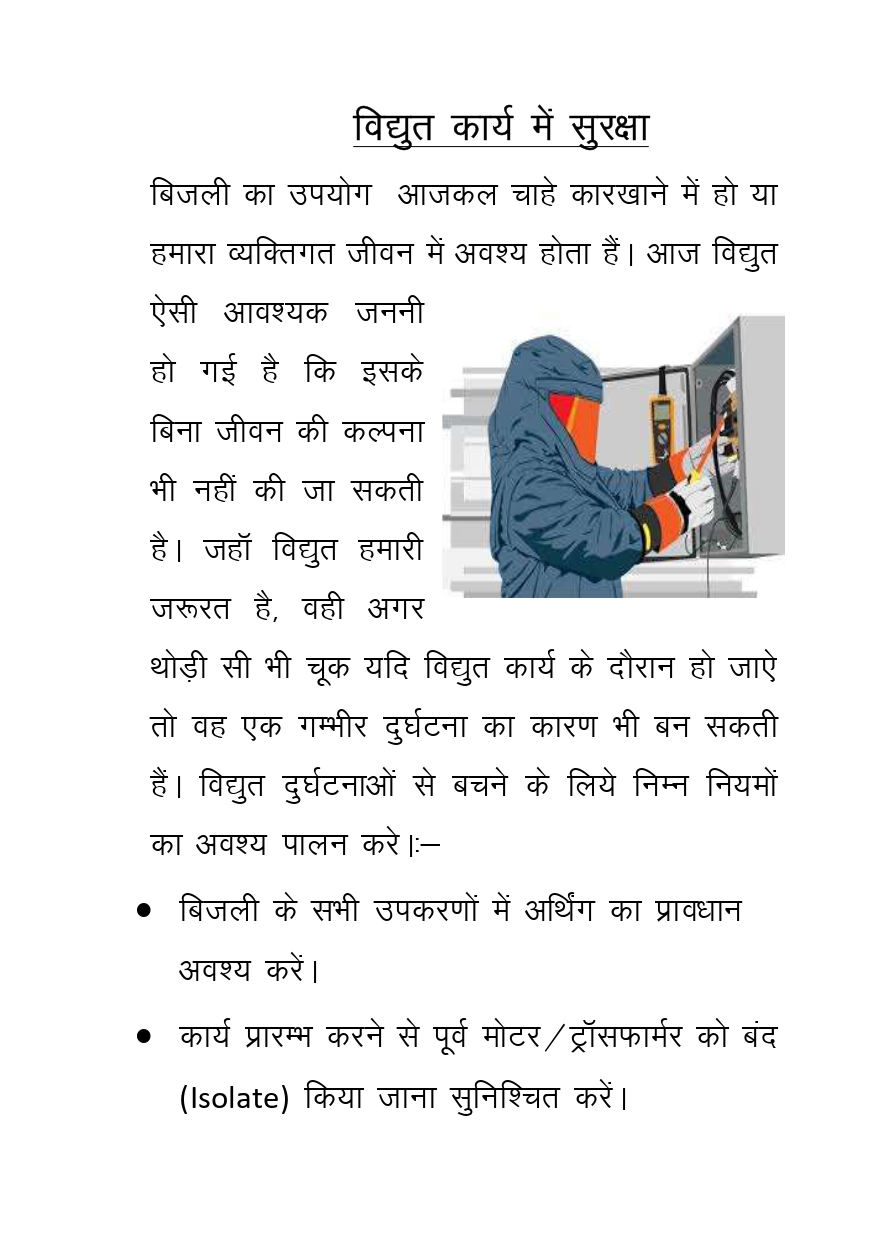 विद्युत कार्य में सुरक्षा
बिजली का उपयोग आजकल चाहे कारखाने में हो या
हमारा व्यक्तिगत जीवन में अवश्य होता हैं। आज विद्युत
ऐसी आवश्यक जननी
हो गई है कि इसके
बिना जीवन की कल्पना
भी नहीं की जा सकती
है। जहॉ विद्युत हमारी
जरूरत है, वही अगर
थोड़ी सी भी चूक यदि विद्युत कार्य के दौरान हो जाऐ
तो वह एक गम्भीर दुर्घटना का कारण भी बन सकती
हैं। विद्युत दुर्घटनाओं से बचने के लिये निम्न नियमों
का अवश्य पालन करे।ः–
• बिजली के सभी उपकरणों में अर्थिंग का प्रावधान
अवश्य करें।
• कार्य प्रारम्भ करने से पूर्व मोटर/ट्रॉसफार्मर को बंद
(Isolate) किया जाना सुनिश्चित करें।